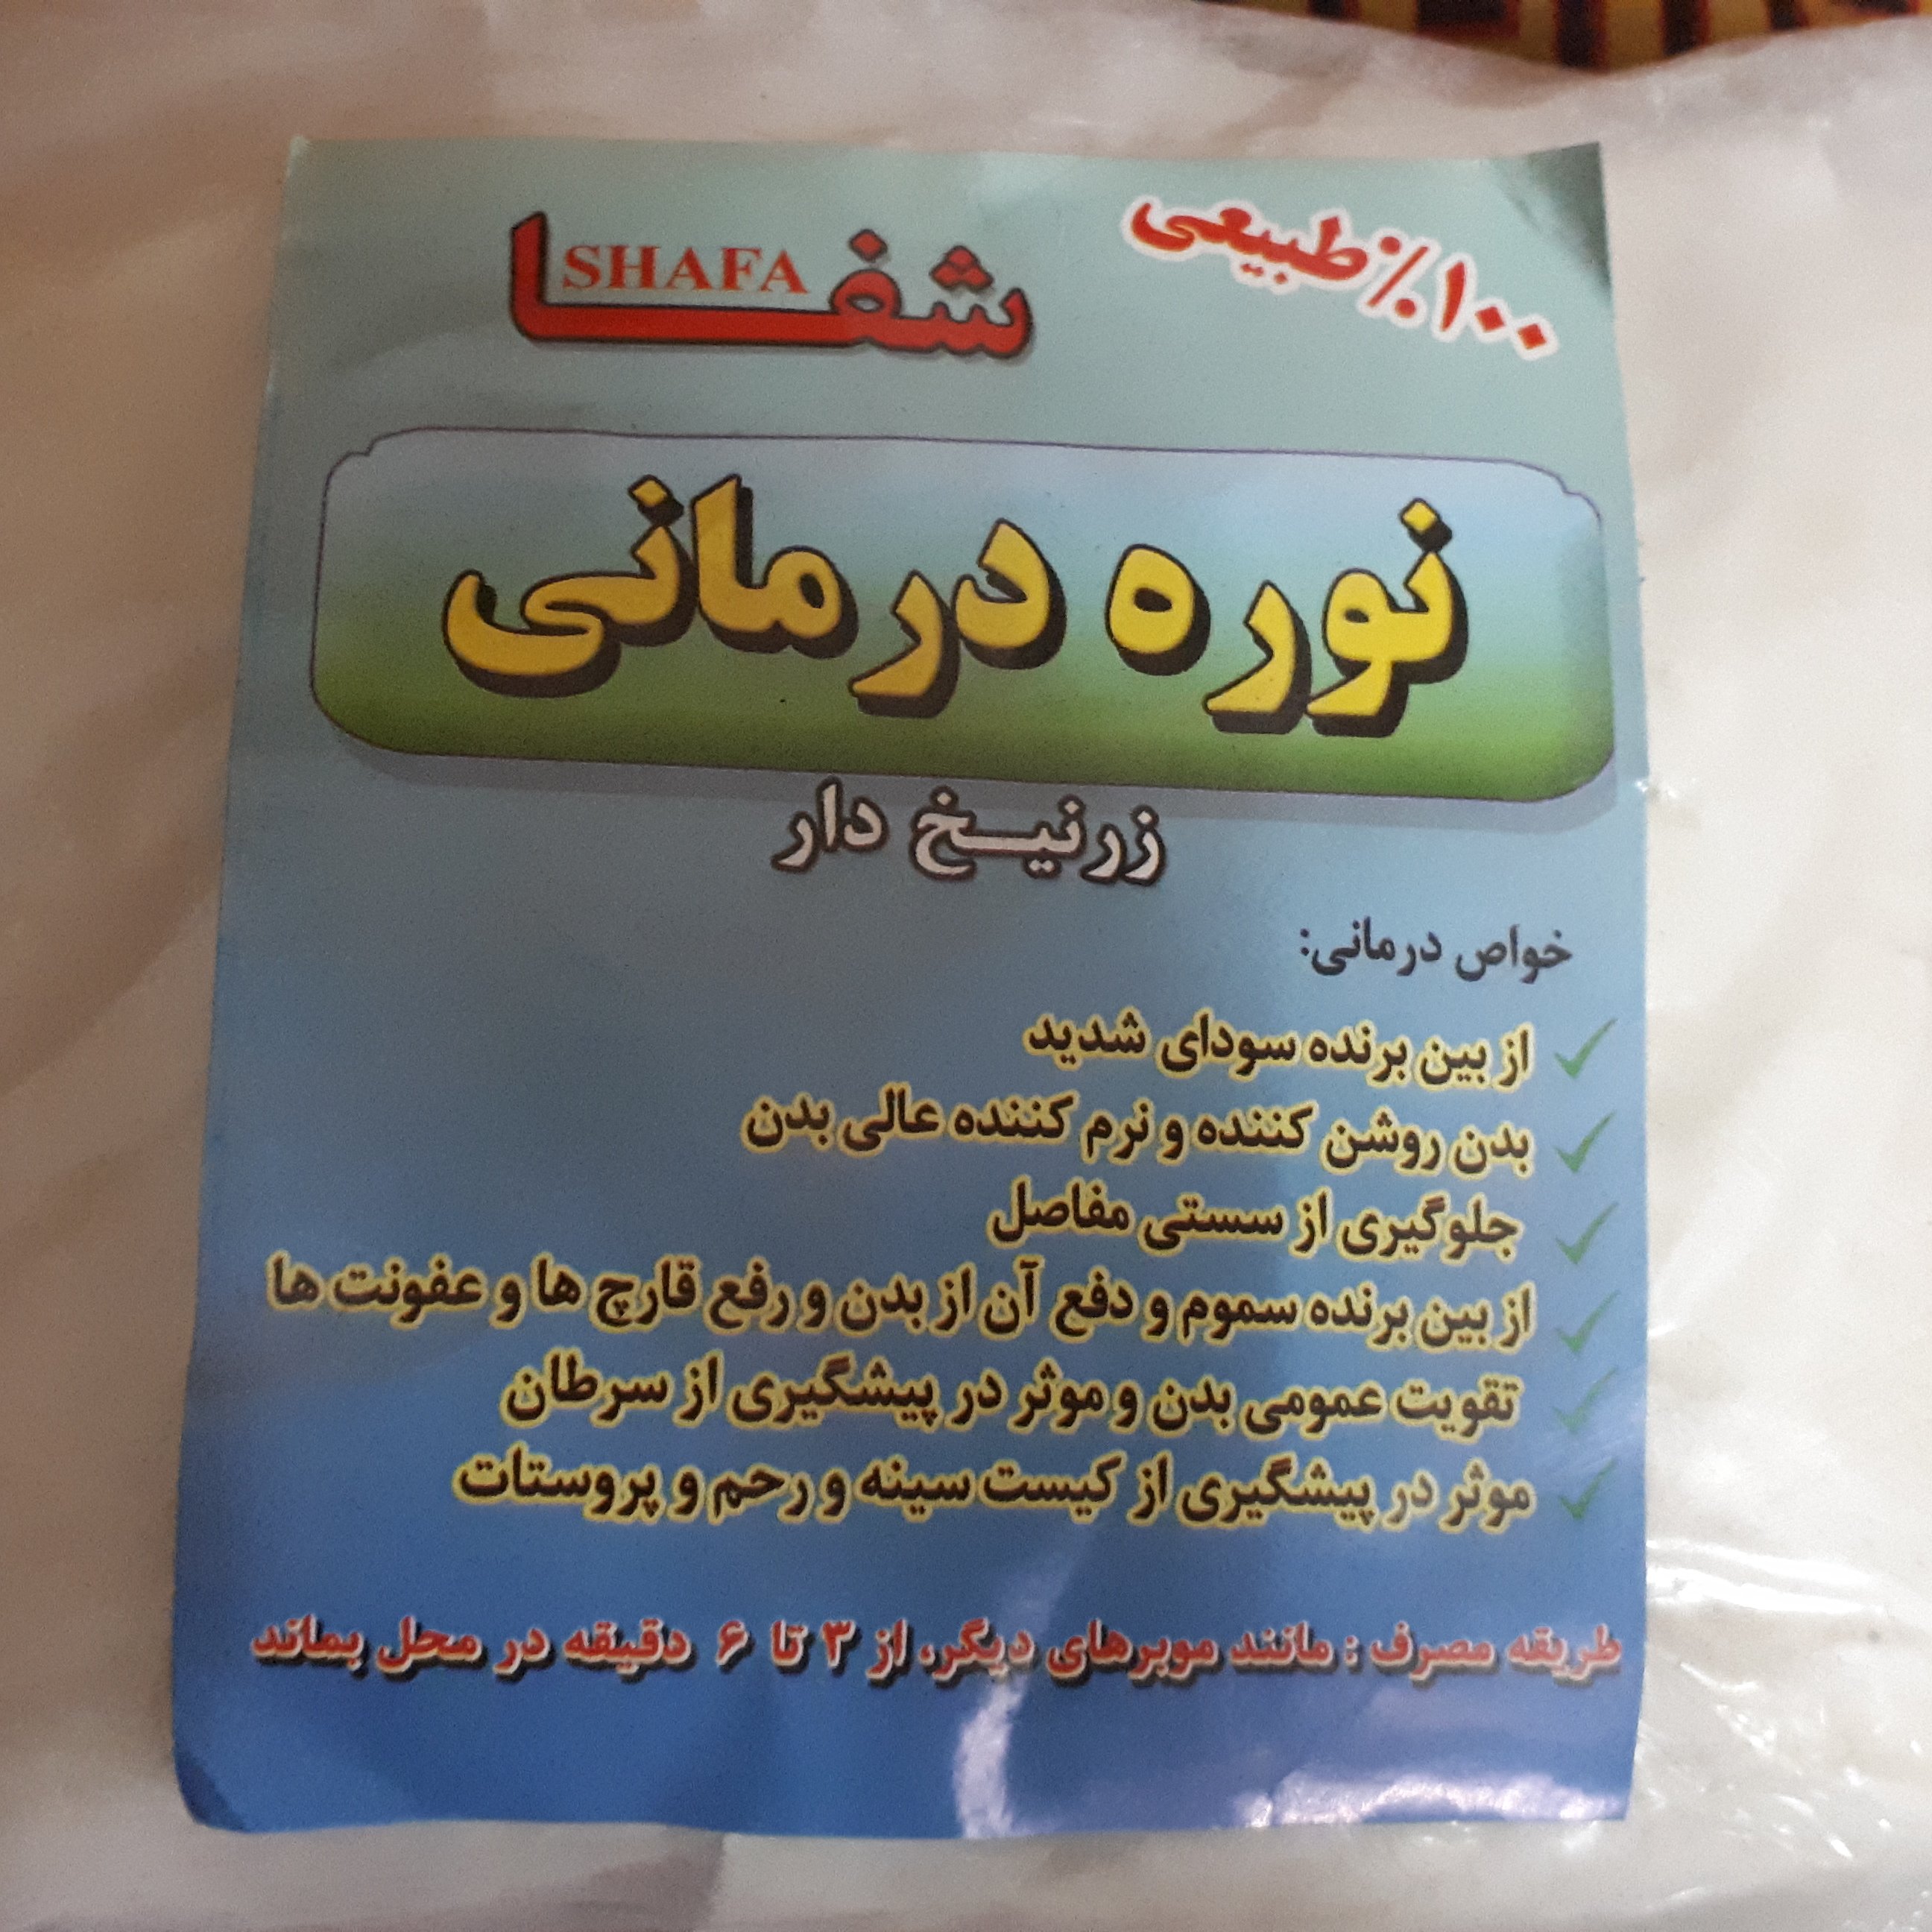 ۱۰۰٪ طبیعی
شفا
SHAFA
نوره درمانی
زرنیخ دار
خواص درمانی:
✓ از بین برنده سودای شدید
✓ بدن روشن کننده و نرم کننده عالی بدن
✓ جلوگیری از سستی مفاصل
✓ از بین برنده سموم و دفع آن از بدن و رفع قارچ ها و عفونت ها
✓ تقویت عمومی بدن و موثر در پیشگیری از سرطان
✓ موثر در پیشگیری از کیست سینه و رحم و پروستات
طریقه مصرف : مانند موبرهای دیگر، از ۳ تا ۶ دقیقه در محل بماند